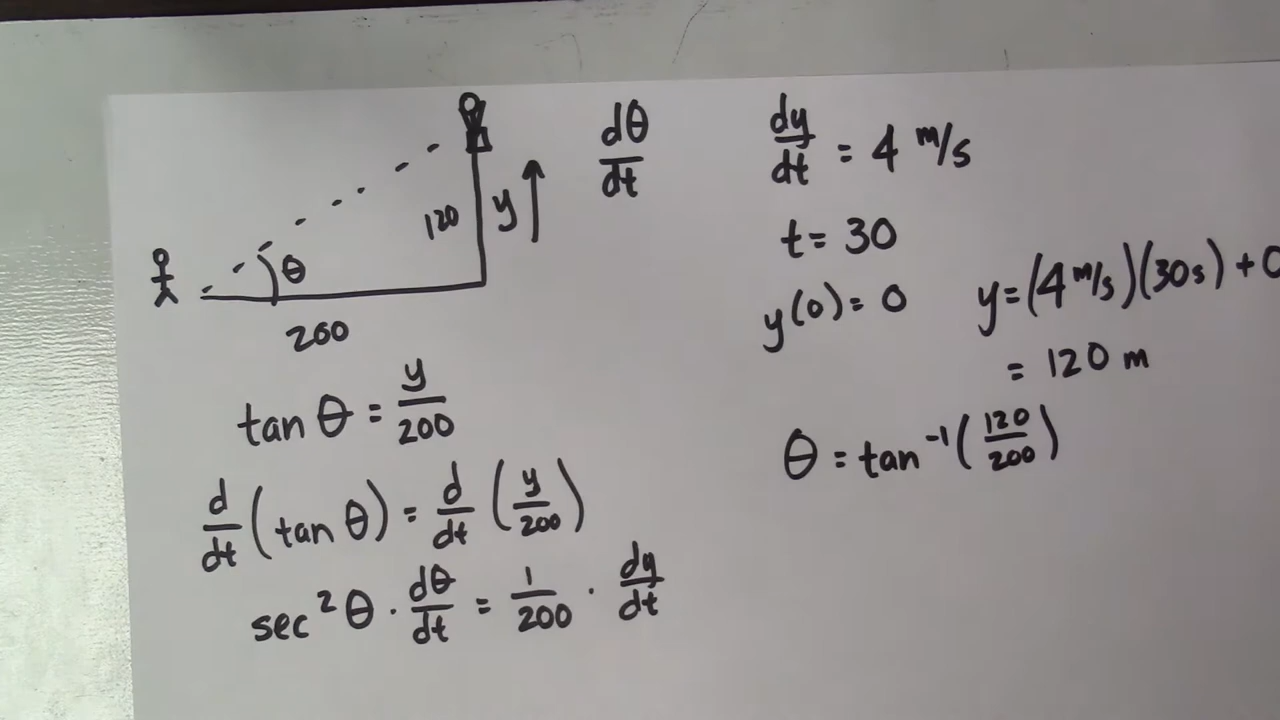 120 y ↑
θ
200
dθ/dt
dy/dt = 4 m/s
t = 30
y(0) = 0
y = (4 m/s)(30s) + 0
= 120 m
tan θ = y/200
d/dt (tan θ) = d/dt (y/200)
sec²θ · dθ/dt = 1/200 · dy/dt
θ = tan⁻¹(120/200)